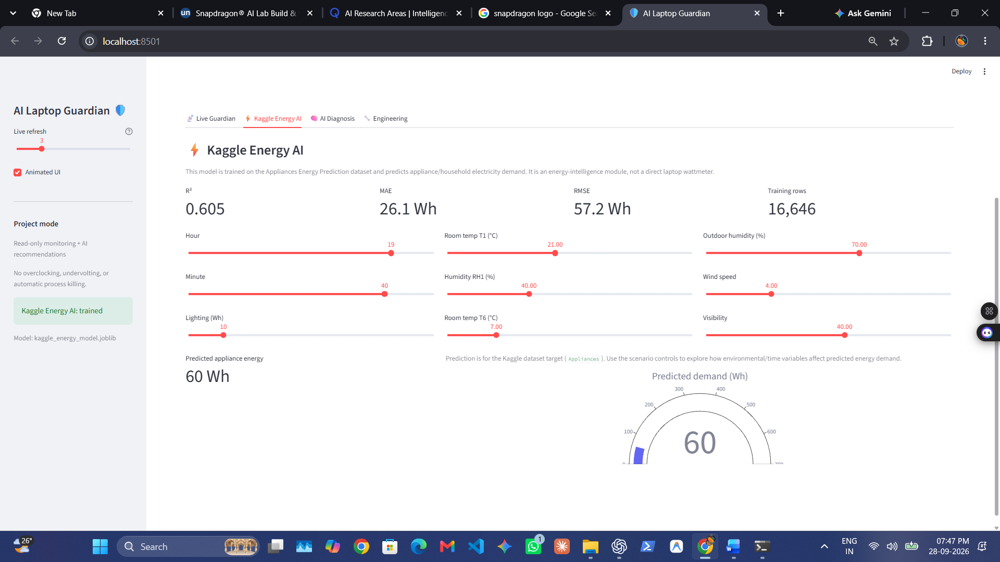 New Tab
Snapdragon® AI Lab Build &
AI Research Areas | Intelligenc
snapdragon logo - Google Se
AI Laptop Guardian
Ask Gemini
localhost:8501
Deploy
AI Laptop Guardian
Live refresh
3
Animated UI
Project mode
Read-only monitoring + AI
recommendations
No overclocking, undervolting, or
automatic process killing.
Kaggle Energy AI: trained
Model: kaggle_energy_model.joblib
Live Guardian
Kaggle Energy AI
AI Diagnosis
Engineering
Kaggle Energy AI
This model is trained on the Appliances Energy Prediction dataset and predicts appliance/household electricity demand. It is an energy-intelligence module, not a direct laptop wattmeter.
R²
MAE
RMSE
Training rows
0.605
26.1 Wh
57.2 Wh
16,646
Hour
Room temp T1 (°C)
Outdoor humidity (%)
19
21.00
70.00
Minute
Humidity RH1 (%)
Wind speed
40
40.00
4.00
Lighting (Wh)
Room temp T6 (°C)
Visibility
10
7.00
40.00
Predicted appliance energy
60 Wh
Prediction is for the Kaggle dataset target ( Appliances ). Use the scenario controls to explore how environmental/time variables affect predicted energy demand.
Predicted demand (Wh)
300
400
200
500
100
600
60
0
700
26°
Search
1
ENG
IN
07:47 PM
28-09-2026